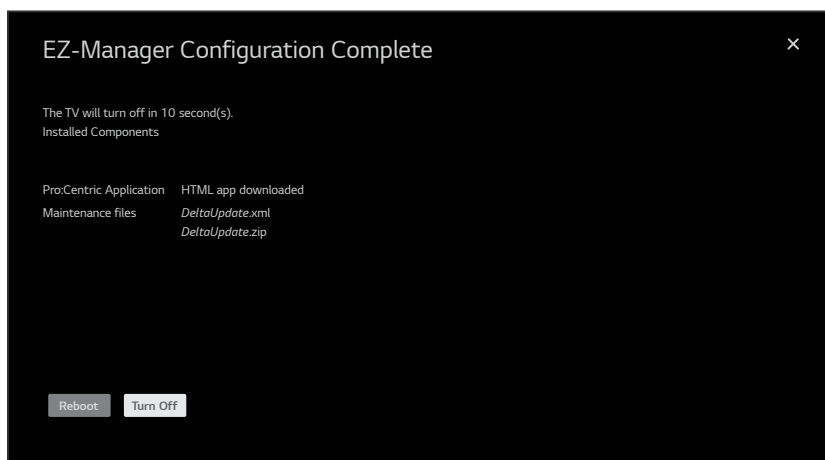 EZ-Manager Configuration Complete
The TV will turn off in 10 second(s).
Installed Components
Pro:Centric Application HTML app downloaded
Maintenance files DeltaUpdate.xml
DeltaUpdate.zip
Reboot Turn Off